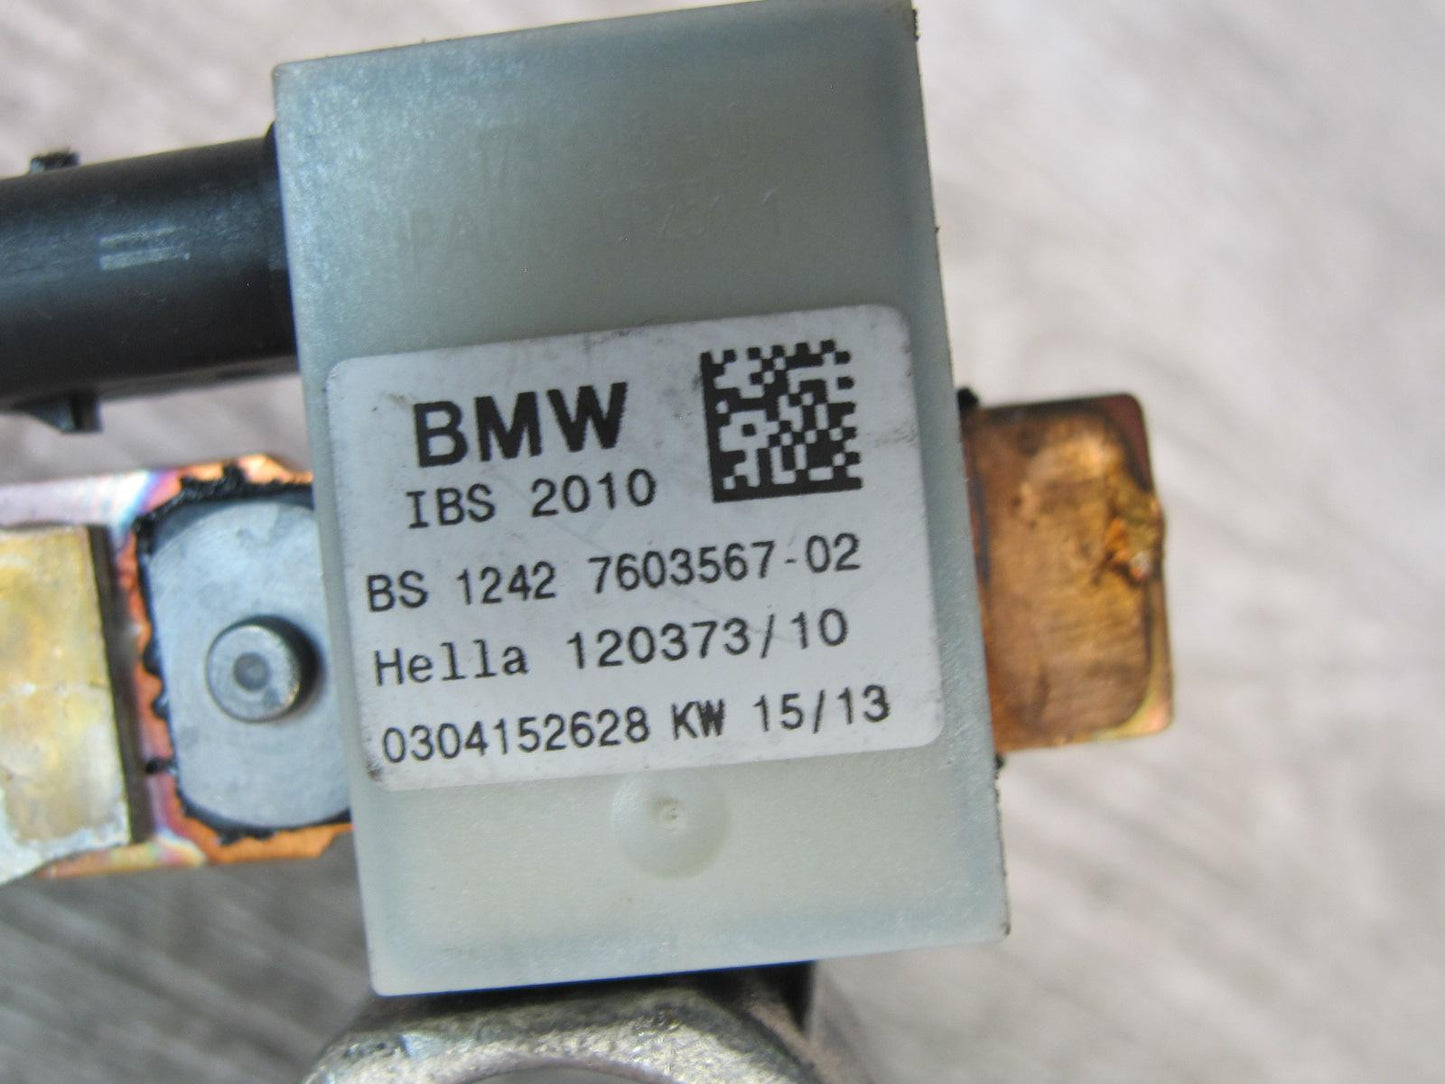 BMW
IBS 2010
BS 1242 7603567-02
Hella 120373/10
0304152628 KW 15/13